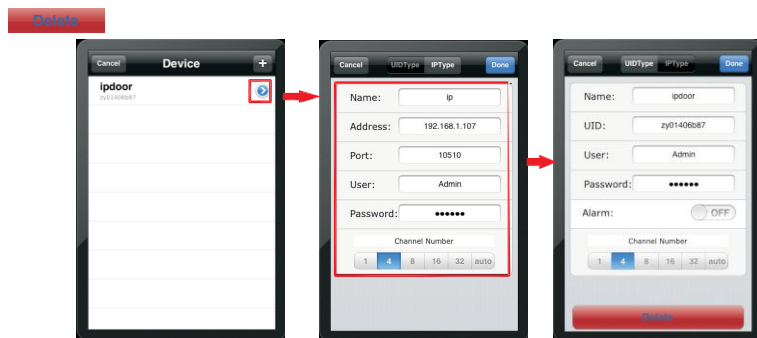 Delete
Cancel Device +
ipdoor
zy01406b87
Cancel UIDType IPType Done
Name: ip
Address: 192.168.1.107
Port: 10510
User: Admin
Password: ••••••
Channel Number
1 4 8 16 32 auto
Cancel UIDType IPType Done
Name: ipdoor
UID: zy01406b87
User: Admin
Password: ••••••
Alarm: OFF
Channel Number
1 4 8 16 32 auto
Delete